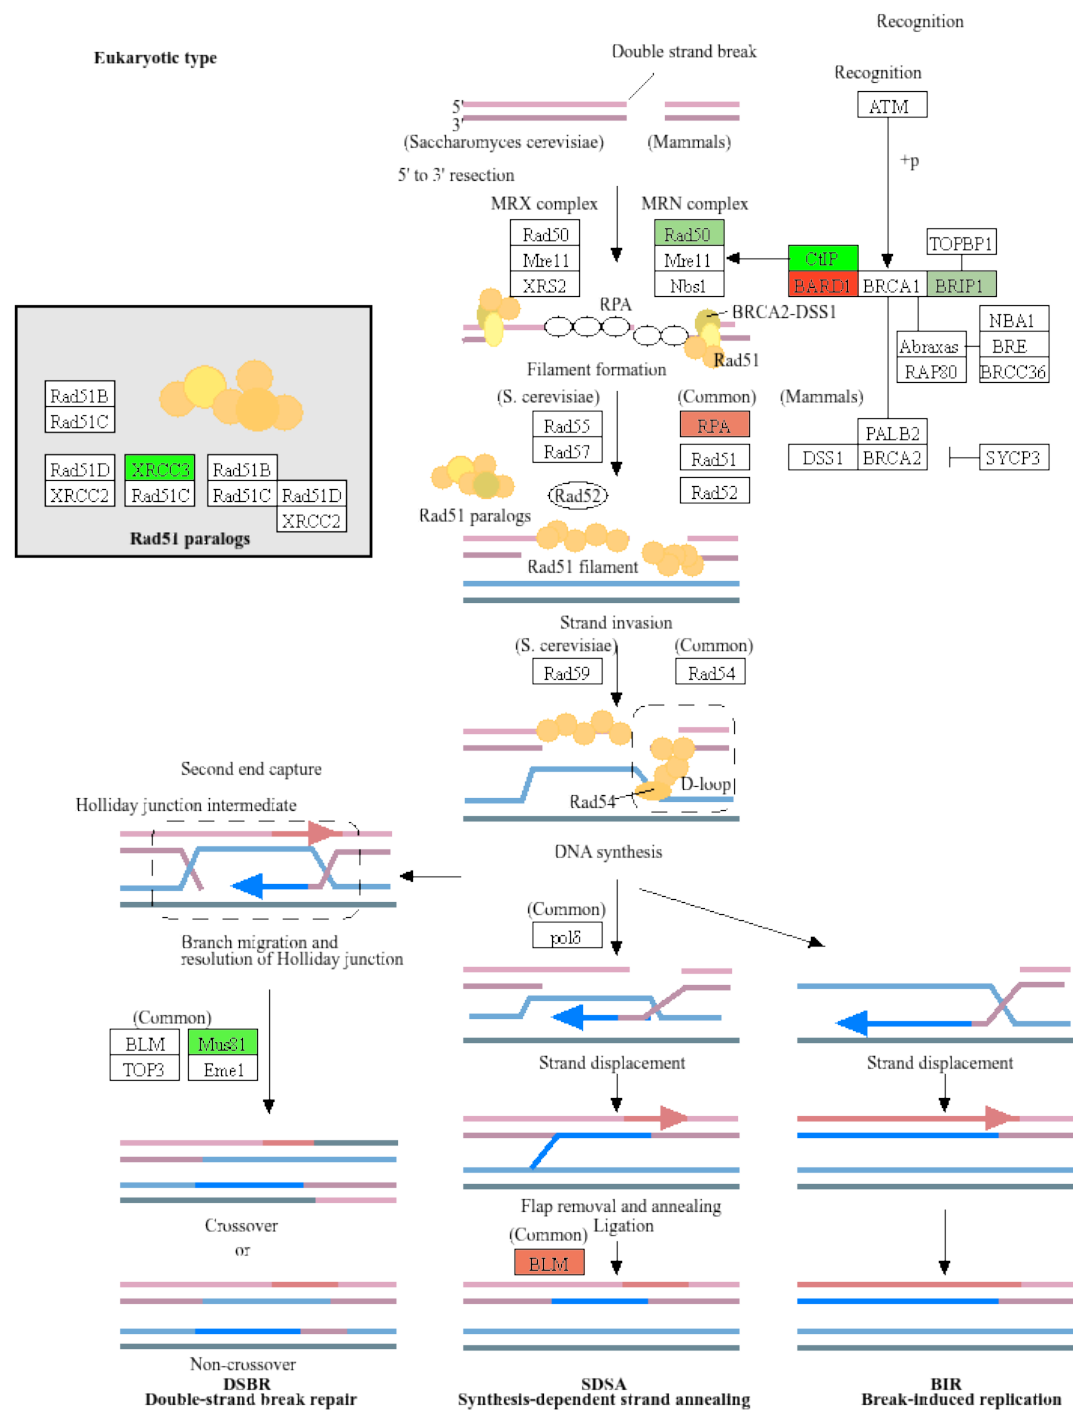 Recognition
Eukaryotic type
Double strand break
Recognition
5'
3'
ATM
(Saccharomyces cerevisiae)
(Mammals)
+p
5' to 3' resection
MRX complex
MRN complex
Rad50
Mre11
XRS2
Rad50
Mre11
Nbs1
CtIP
TOPBP1
BARD1
BRCA1
BRIP1
RPA
BRCA2-DSS1
Rad51
NBA1
BRE
BRCC36
Abraxas
RAP80
Filament formation
(S. cerevisiae)
(Common)
(Mammals)
Rad55
Rad57
RPA
Rad51
Rad52
PALB2
DSS1
BRCA2
SYCP3
Rad52
Rad51 paralogs
Rad51B
Rad51C
Rad51D
XRCC2
XRCC3
Rad51C
Rad51B
Rad51C
Rad51D
XRCC2
Rad51 paralogs
Rad51 filament
Strand invasion
(S. cerevisiae)
(Common)
Rad59
Rad54
Second end capture
D-loop
Rad54
Holliday junction intermediate
DNA synthesis
(Common)
polδ
Branch migration and
resolution of Holliday junction
(Common)
BLM
TOP3
Mus81
Eme1
Strand displacement
Strand displacement
Flap removal and annealing
Ligation
(Common)
BLM
Crossover
or
Non-crossover
DSBR
Double-strand break repair
SDSA
Synthesis-dependent strand annealing
BIR
Break-induced replication